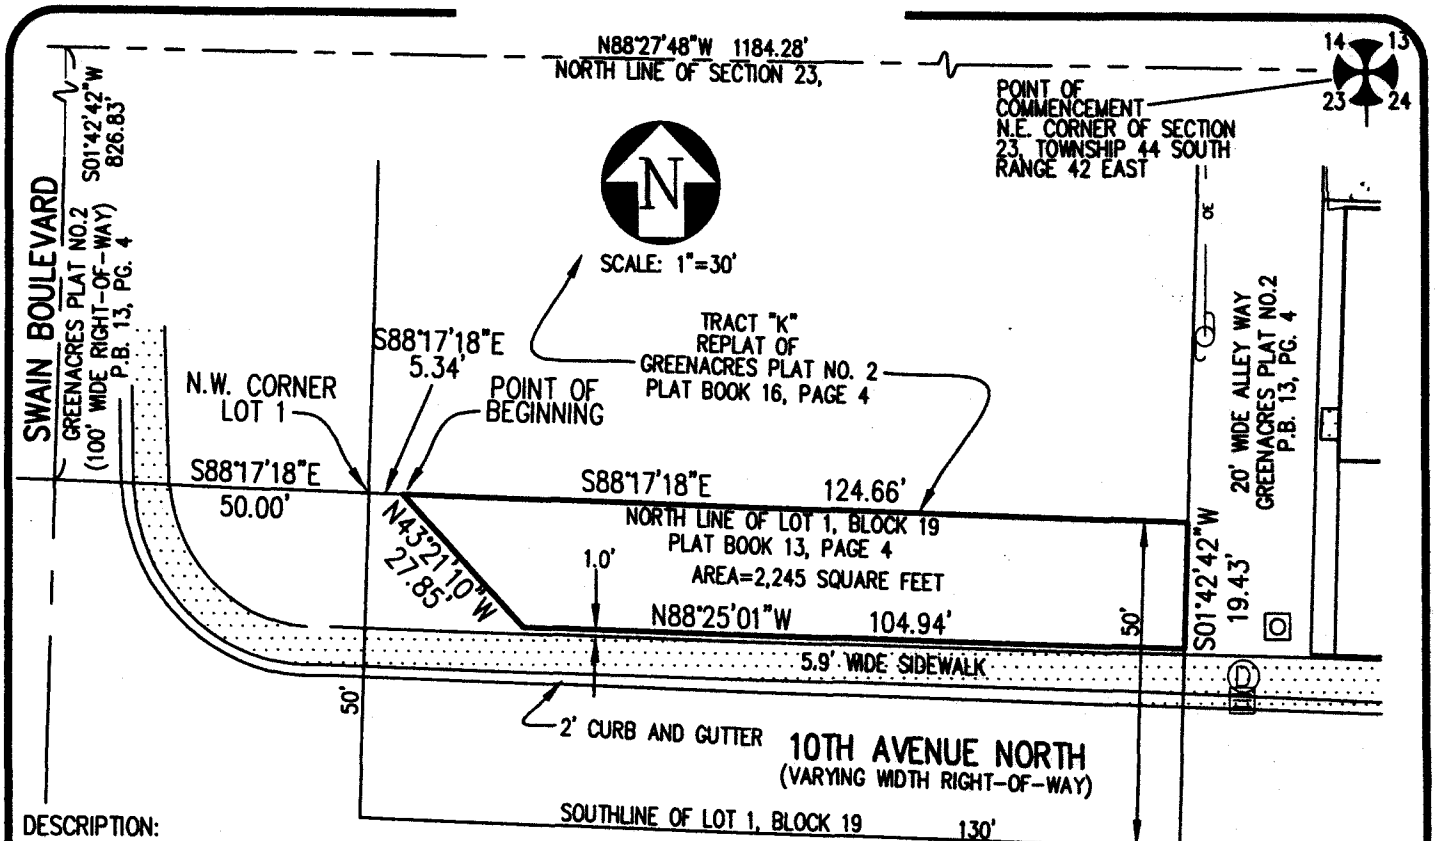 N88°27'48"W 1184.28'
NORTH LINE OF SECTION 23,
14 13
23 24
POINT OF
COMMENCEMENT
N.E. CORNER OF SECTION
23, TOWNSHIP 44 SOUTH
RANGE 42 EAST
S01°42'42"W
826.83'
SWAIN BOULEVARD
GREENACRES PLAT NO.2
(100' WIDE RIGHT-OF-WAY)
P.B. 13, PG. 4
N
SCALE: 1"=30'
OE
TRACT "K"
REPLAT OF
GREENACRES PLAT NO. 2
PLAT BOOK 16, PAGE 4
S88°17'18"E
5.34'
N.W. CORNER
LOT 1
POINT OF
BEGINNING
20' WIDE ALLEY WAY
GREENACRES PLAT NO.2
P.B. 13, PG. 4
S88°17'18"E
50.00'
S88°17'18"E 124.66'
NORTH LINE OF LOT 1, BLOCK 19
PLAT BOOK 13, PAGE 4
AREA=2,245 SQUARE FEET
N43°21'10"W
27.85'
1.0'
N88°25'01"W 104.94'
50'
S01°42'42"W
19.43'
5.9' WIDE SIDEWALK
D
50'
2' CURB AND GUTTER
10TH AVENUE NORTH
(VARYING WIDTH RIGHT-OF-WAY)
SOUTHLINE OF LOT 1, BLOCK 19 130'
DESCRIPTION: